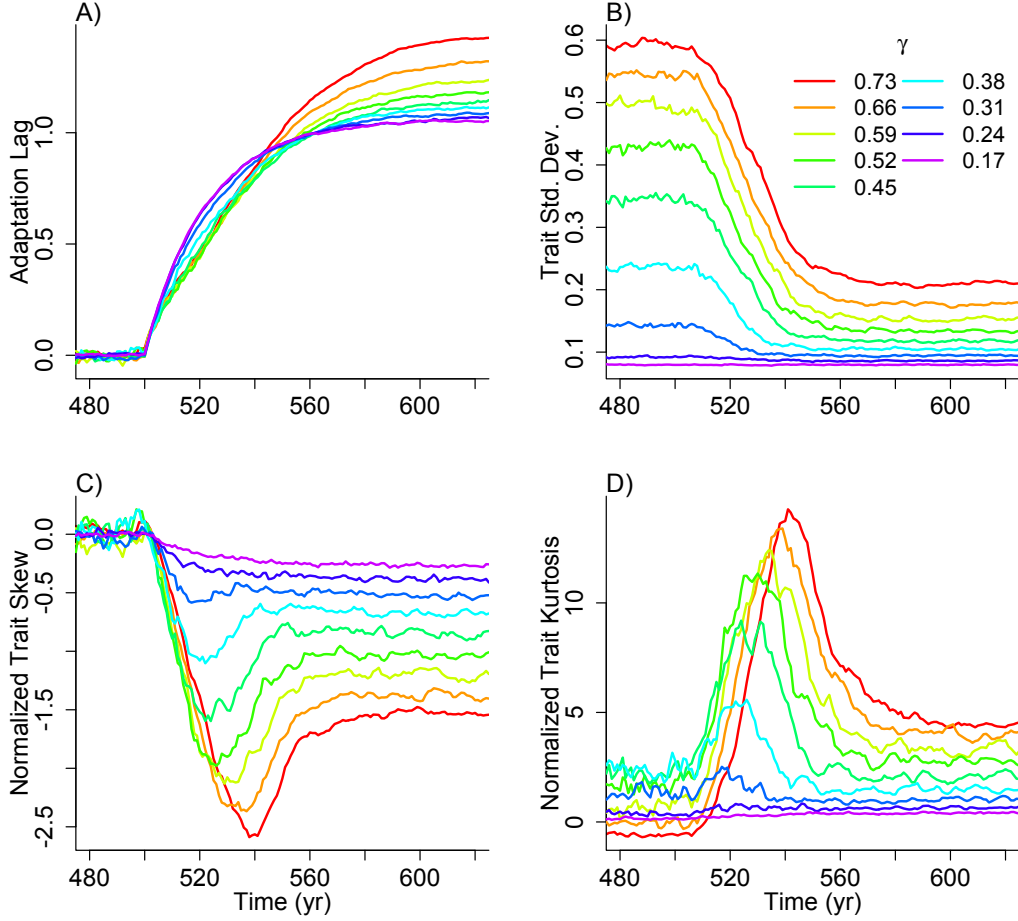 A)
Adaptation Lag
0.0 0.5 1.0
480 520 560 600
B)
Trait Std. Dev.
0.1 0.2 0.3 0.4 0.5 0.6
γ
0.73 0.38
0.66 0.31
0.59 0.24
0.52 0.17
0.45
480 520 560 600
C)
Normalized Trait Skew
-2.5 -1.5 -0.5 0.0
480 520 560 600
Time (yr)
D)
Normalized Trait Kurtosis
0 5 10
480 520 560 600
Time (yr)